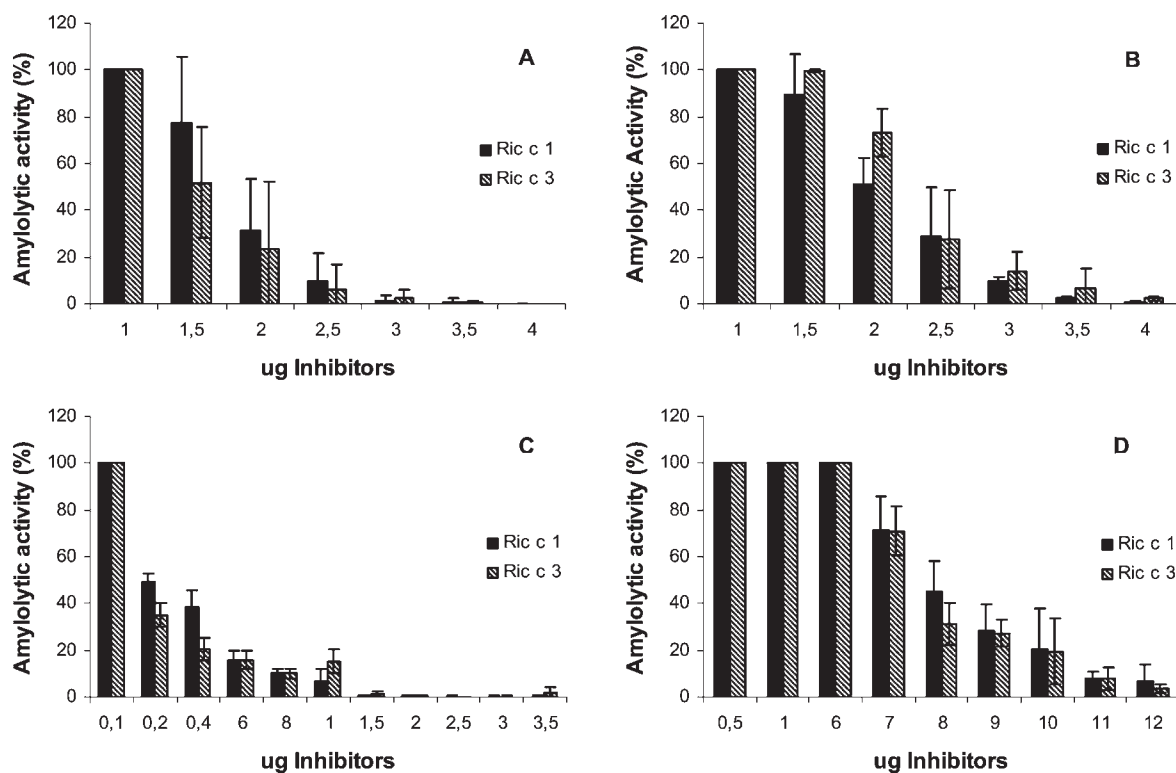 120
100
80
60
40
20
0
Amylolytic activity (%)
A
Ric c 1
Ric c 3
1 1,5 2 2,5 3 3,5 4
ug Inhibitors
120
100
80
60
40
20
0
Amylolytic Activity (%)
B
Ric c 1
Ric c 3
1 1,5 2 2,5 3 3,5 4
ug Inhibitors
120
100
80
60
40
20
0
Amylolytic activity (%)
C
Ric c 1
Ric c 3
0,1 0,2 0,4 6 8 1 1,5 2 2,5 3 3,5
ug Inhibitors
120
100
80
60
40
20
0
Amylolytic activity (%)
D
Ric c 1
Ric c 3
0,5 1 6 7 8 9 10 11 12
ug Inhibitors